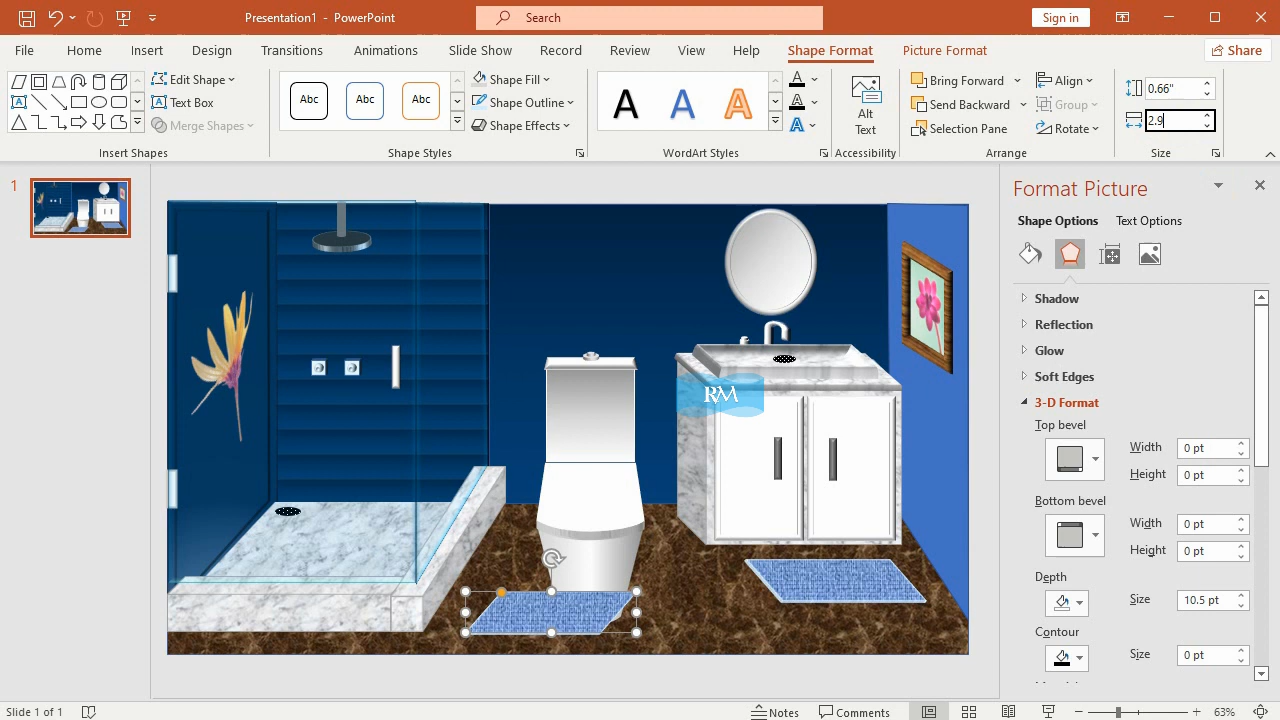 Presentation1 - PowerPoint
Search
Sign in
File
Home
Insert
Design
Transitions
Animations
Slide Show
Record
Review
View
Help
Shape Format
Picture Format
Share
Edit Shape
Text Box
Merge Shapes
Insert Shapes
Abc
Abc
Abc
Shape Fill
Shape Outline
Shape Effects
Shape Styles
A
A
A
A
A
A
WordArt Styles
Alt
Text
Accessibility
Bring Forward
Send Backward
Selection Pane
Align
Group
Rotate
Arrange
0.66"
2.9
Size
1
RM
Format Picture
Shape Options
Text Options
Shadow
Reflection
Glow
Soft Edges
3-D Format
Top bevel
Width
0 pt
Height
0 pt
Bottom bevel
Width
0 pt
Height
0 pt
Depth
Size
10.5 pt
Contour
Size
0 pt
Slide 1 of 1
Notes
Comments
63%